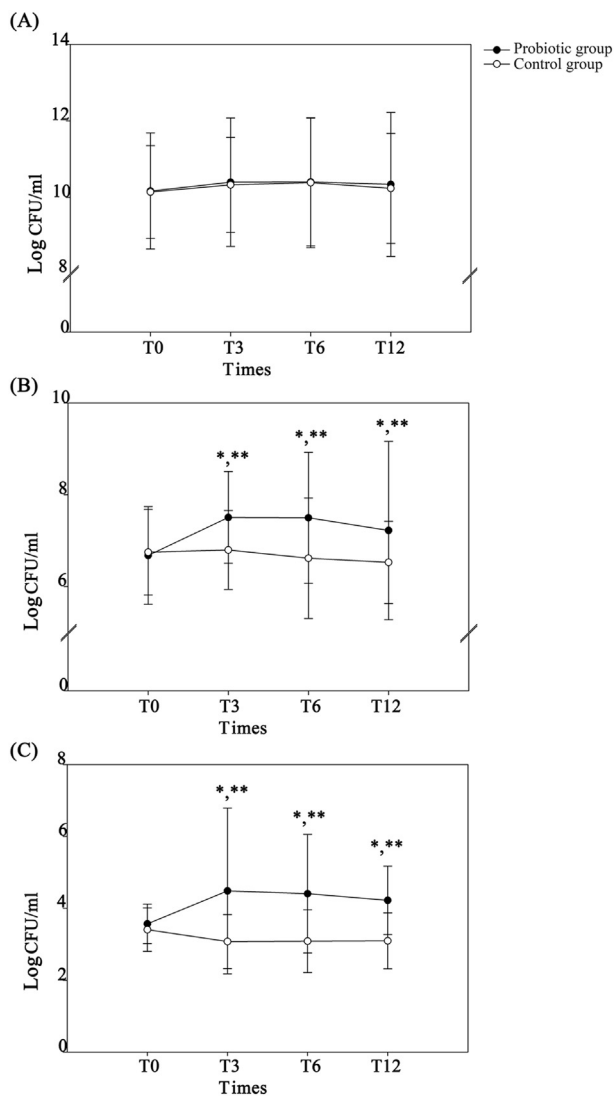 (A)
14
Probiotic group
Control group
12
10
8
0
Log CFU/ml
T0 T3 T6 T12
Times
(B)
10
*,** *,** *,**
8
6
0
LogCFU/ml
T0 T3 T6 T12
Times
(C)
8
*,** *,** *,**
6
4
2
0
LogCFU/ml
T0 T3 T6 T12
Times